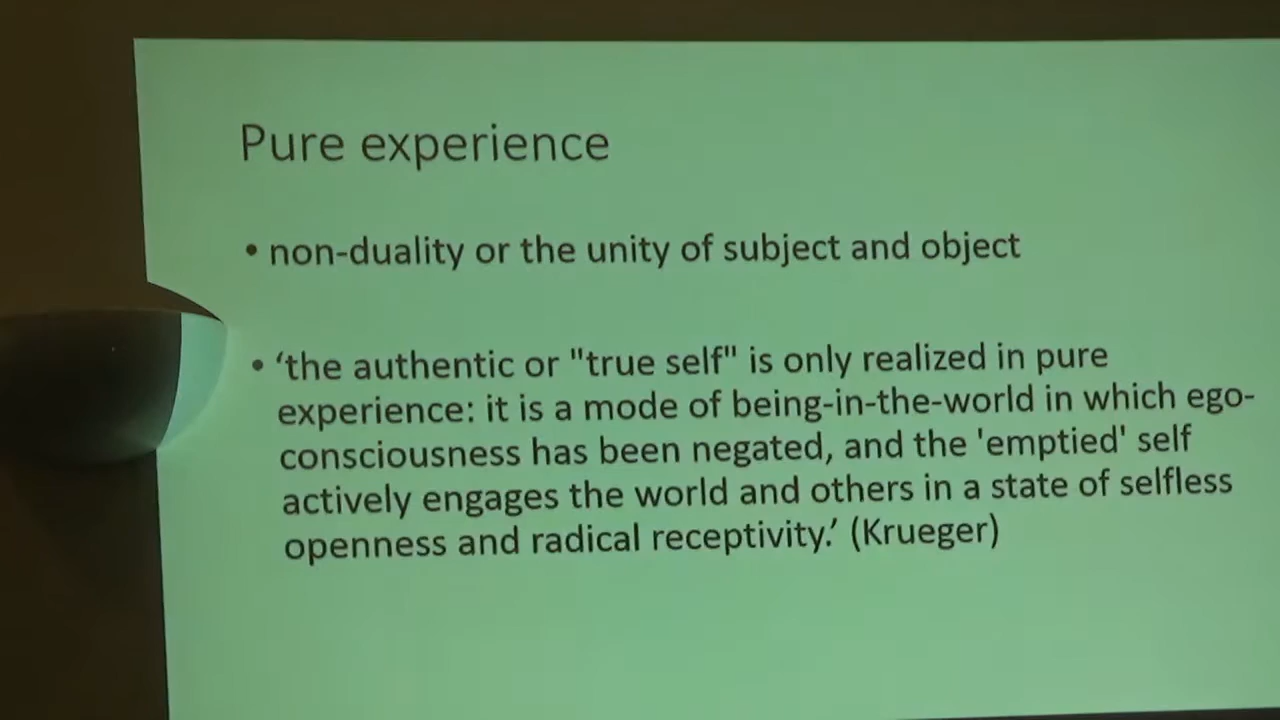 Pure experience
• non-duality or the unity of subject and object
• ‘the authentic or "true self" is only realized in pure
experience: it is a mode of being-in-the-world in which ego-
consciousness has been negated, and the 'emptied' self
actively engages the world and others in a state of selfless
openness and radical receptivity.’ (Krueger)